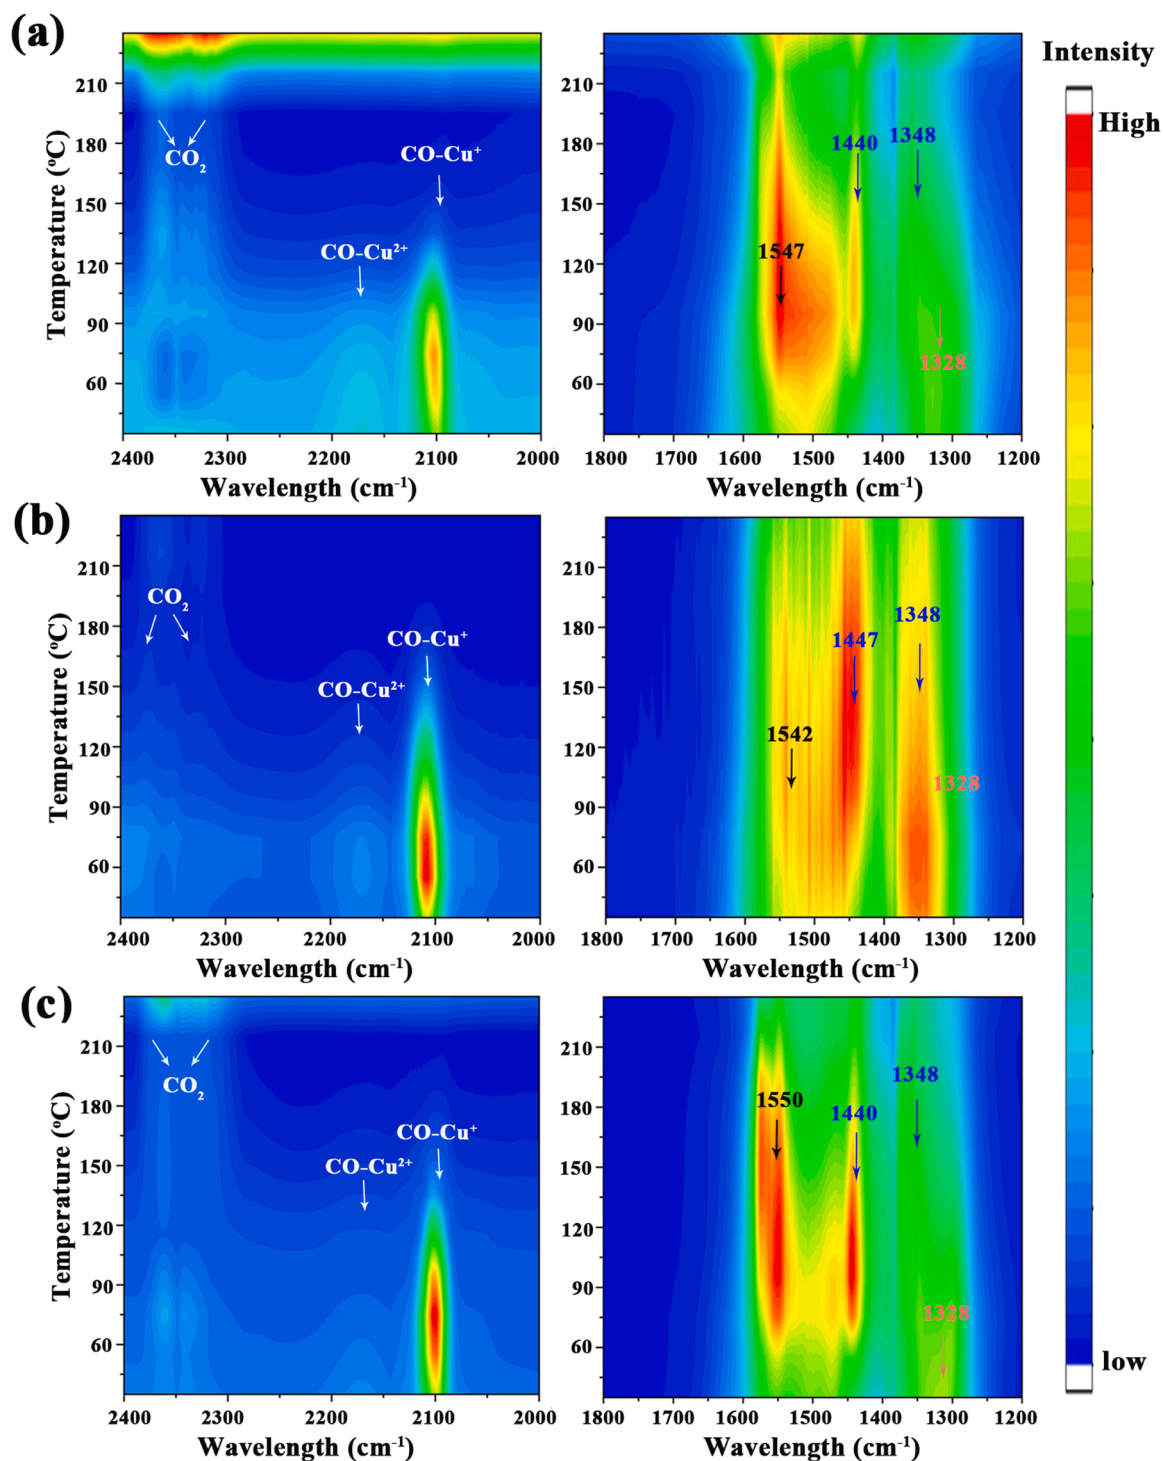 (a)
Intensity
High
low
Temperature (°C)
210
180
150
120
90
60
CO₂
CO-Cu⁺
CO-Cu²⁺
2400 2300 2200 2100 2000
Wavelength (cm⁻¹)
1547
1440
1348
1328
1800 1700 1600 1500 1400 1300 1200
Wavelength (cm⁻¹)
(b)
Temperature (°C)
210
180
150
120
90
60
CO₂
CO-Cu⁺
CO-Cu²⁺
2400 2300 2200 2100 2000
Wavelength (cm⁻¹)
1542
1447
1348
1328
1800 1700 1600 1500 1400 1300 1200
Wavelength (cm⁻¹)
(c)
Temperature (°C)
210
180
150
120
90
60
CO₂
CO-Cu⁺
CO-Cu²⁺
2400 2300 2200 2100 2000
Wavelength (cm⁻¹)
1550
1440
1348
1328
1800 1700 1600 1500 1400 1300 1200
Wavelength (cm⁻¹)